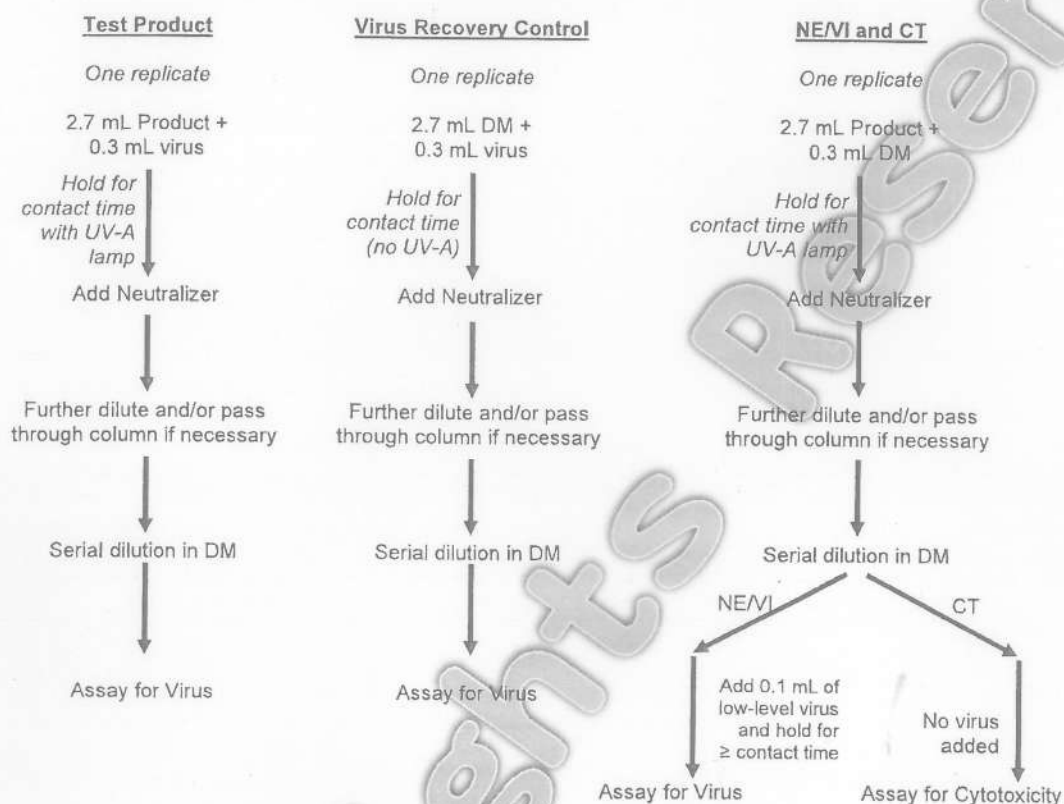 Test Product
One replicate
2.7 mL Product +
0.3 mL virus
Hold for
contact time
with UV-A
lamp
Add Neutralizer
Further dilute and/or pass
through column if necessary
Serial dilution in DM
Assay for Virus
Virus Recovery Control
One replicate
2.7 mL DM +
0.3 mL virus
Hold for
contact time
(no UV-A)
Add Neutralizer
Further dilute and/or pass
through column if necessary
Serial dilution in DM
Assay for Virus
NE/VI and CT
One replicate
2.7 mL Product +
0.3 mL DM
Hold for
contact time with
UV-A lamp
Add Neutralizer
Further dilute and/or pass
through column if necessary
Serial dilution in DM
NE/VI
CT
Add 0.1 mL of
low-level virus
and hold for
≥ contact time
No virus
added
Assay for Virus
Assay for Cytotoxicity